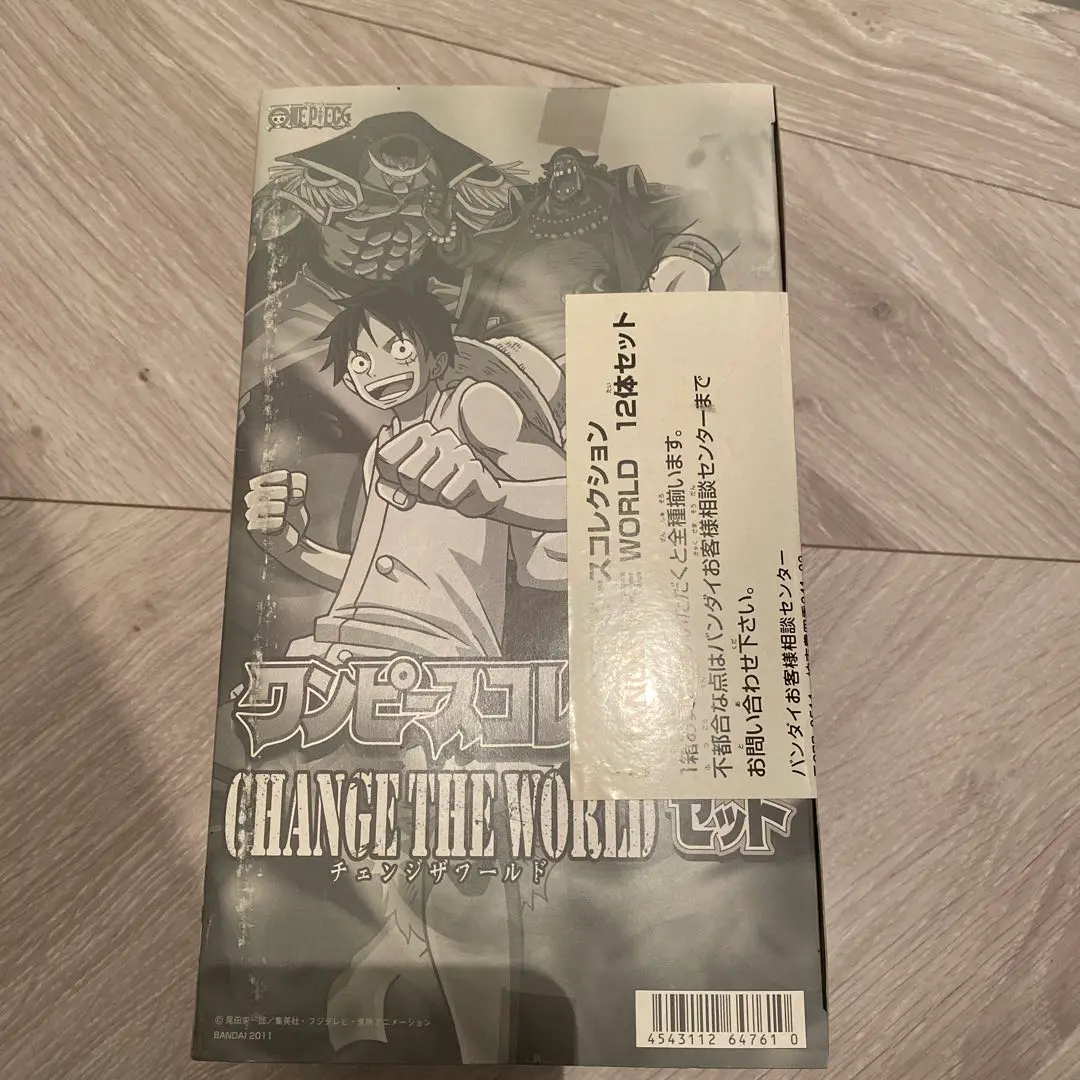 ONE PIECE
スコレクション
WORLD 12体セット
だくと全種揃います。
不都合な点はバンダイお客様相談センターまで
お問い合わせ下さい。
バンダイお客様相談センター
ワンピースコレ
CHANGE THE WORLD セット
チェンジザワールド
©尾田栄一郎/集英社・フジテレビ・東映アニメーション
BANDAI 2011
4543112 64761 0